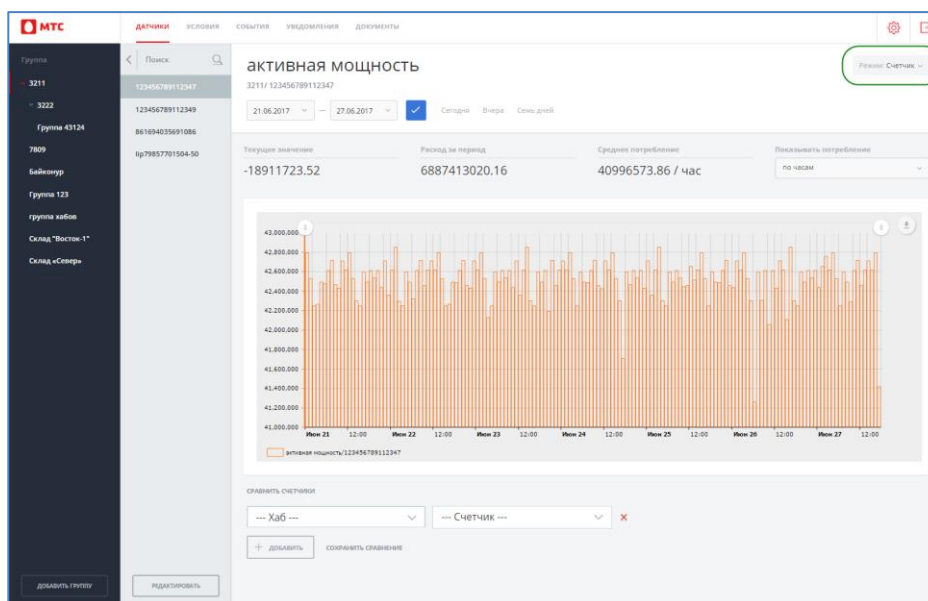 МТС
ДАТЧИКИ УСЛОВИЯ СОБЫТИЯ УВЕДОМЛЕНИЯ ДОКУМЕНТЫ
Группа
3211
3222
Группа 43124
7809
Байконур
Группа 123
группа хабов
Склад "Восток-1"
Склад «Север»
ДОБАВИТЬ ГРУППУ
Поиск
123456789112347
123456789112349
861694035691086
lip79857701504-50
РЕДАКТИРОВАТЬ
активная мощность
3211/ 123456789112347
Режим: Счетчик
21.06.2017 — 27.06.2017 Сегодня Вчера Семь дней
Текущее значение Расход за период Среднее потребление Показывать потребление
-18911723.52 6887413020.16 40996573.86 / час по часам
43.000.000
42.800.000
42.600.000
42.400.000
42.200.000
42.000.000
41.800.000
41.600.000
41.400.000
41.200.000
41.000.000
Июн 21 12:00 Июн 22 12:00 Июн 23 12:00 Июн 24 12:00 Июн 25 12:00 Июн 26 12:00 Июн 27 12:00
активная мощность/123456789112347
СРАВНИТЬ СЧЕТЧИКИ
--- Хаб --- --- Счетчик ---
ДОБАВИТЬ СОХРАНИТЬ СРАВНЕНИЕ